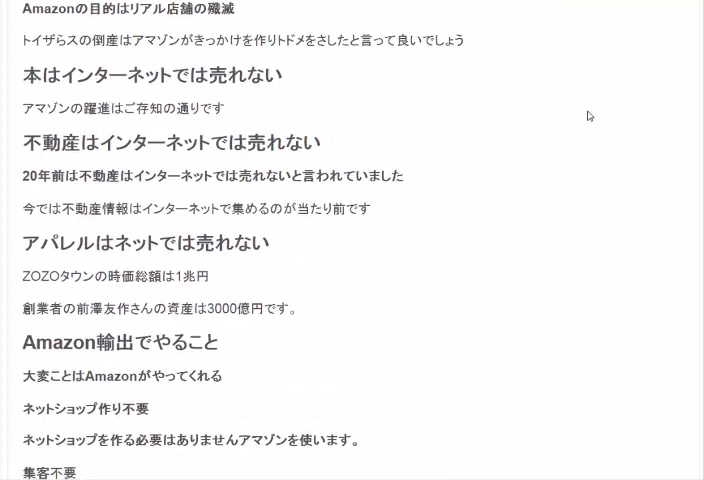 Amazonの目的はリアル店舗の殲滅
トイザらスの倒産はアマゾンがきっかけを作りトドメをさしたと言って良いでしょう
本はインターネットでは売れない
アマゾンの躍進はご存知の通りです
不動産はインターネットでは売れない
20年前は不動産はインターネットでは売れないと言われていました
今では不動産情報はインターネットで集めるのが当たり前です
アパレルはネットでは売れない
ZOZOタウンの時価総額は1兆円
創業者の前澤友作さんの資産は3000億円です。
Amazon輸出でやること
大変ことはAmazonがやってくれる
ネットショップ作り不要
ネットショップを作る必要はありませんアマゾンを使います。
集客不要